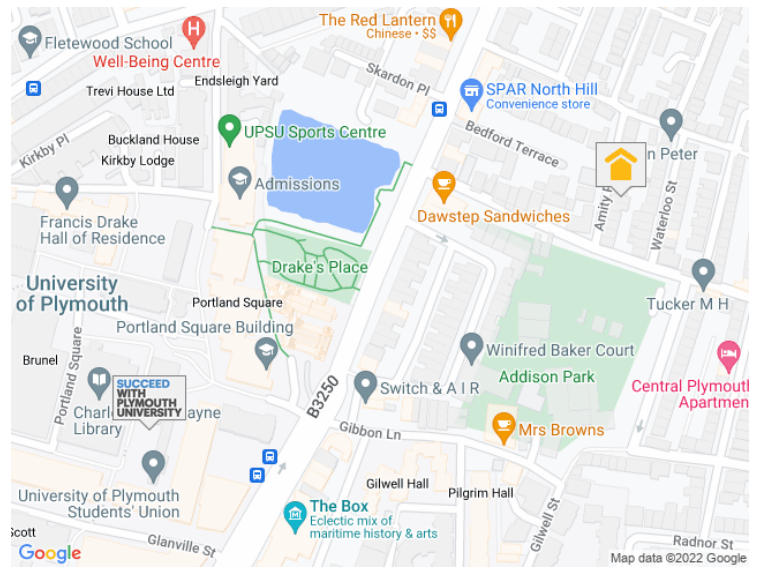 The Red Lantern
Chinese • $$
Fletewood School
H
Well-Being Centre
Skardon Pl
Endsleigh Yard
Trevi House Ltd
SPAR North Hill
Convenience store
UPSU Sports Centre
Buckland House
Kirkby Pl
Kirkby Lodge
Bedford Terrace
n Peter
Admissions
Amity P
Waterloo St
Francis Drake
Hall of Residence
Dawstep Sandwiches
Drake's Place
University
of Plymouth
Portland Square
Tucker M H
Portland Square Building
Winifred Baker Court
Brunel
Portland Square
Addison Park
SUCCEED
WITH
PLYMOUTH
UNIVERSITY
Switch & A I R
Central Plymouth
Apartmen
B3250
Charl
ayne
Library
Gibbon Ln
Mrs Browns
University of Plymouth
Students' Union
Gilwell Hall
Pilgrim Hall
The Box
Eclectic mix of
maritime history & arts
Gilwell St
Scott
Glanville St
Radnor St
Google
Map data ©2022 Google